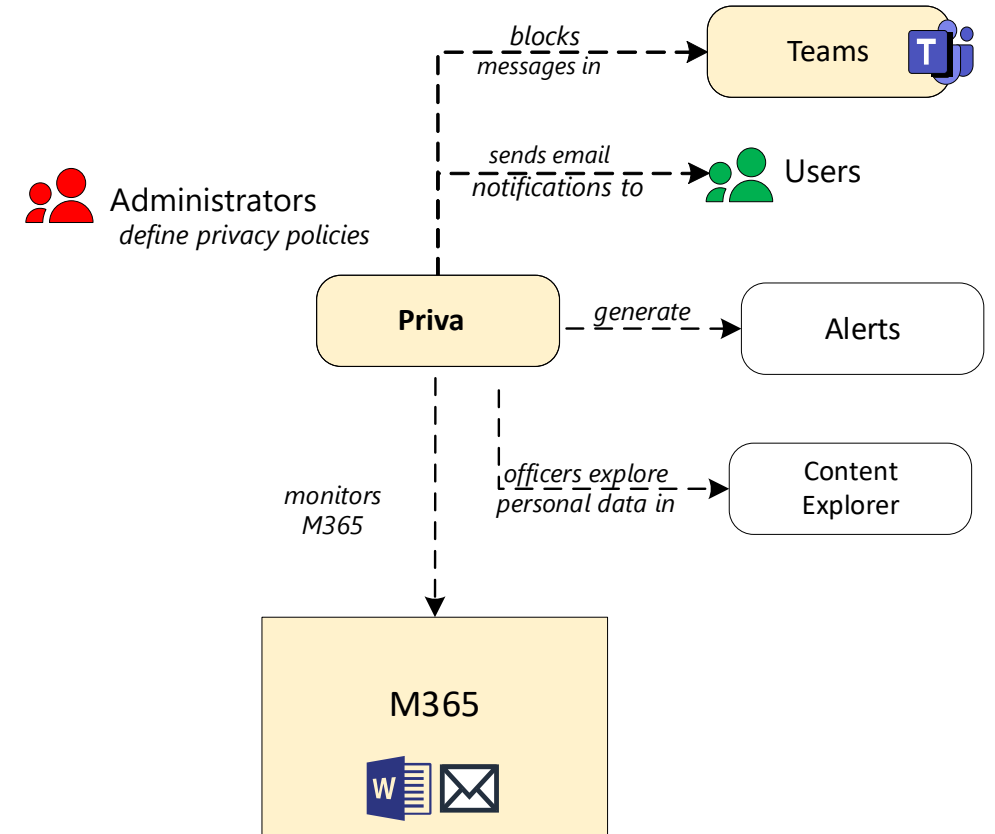 blocks
messages in
Teams
T
sends email
notifications to
Users
Administrators
define privacy policies
Priva
generate
Alerts
officers explore
personal data in
Content
Explorer
monitors
M365
M365
W